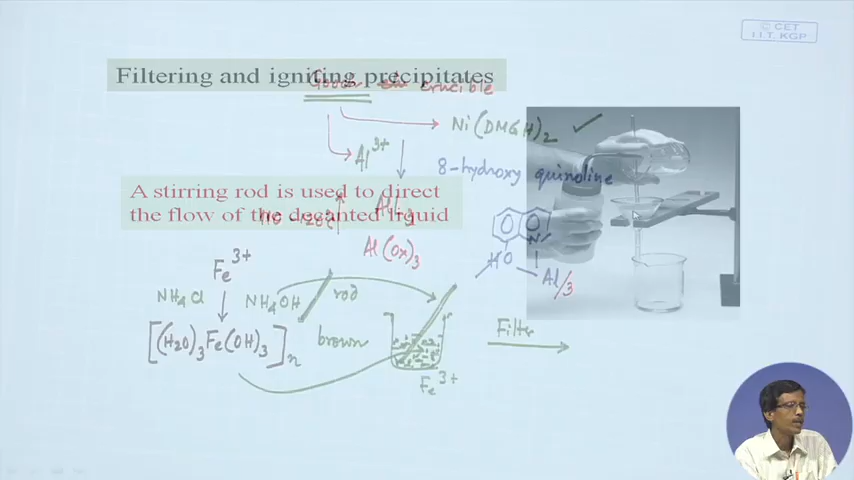 © CET
I.I.T. KGP
Filtering and igniting precipitates
crucible
Ni(DMGH)2 ✓
Al3+
8-hydroxy quinoline
A stirring rod is used to direct
the flow of the decanted liquid
AlL3
Al(Ox)3
Fe3+
NH4Cl
NH4OH
rod
[(H2O)3Fe(OH)3]n
brown
Fe3+
Filter
N
HO
Al/3